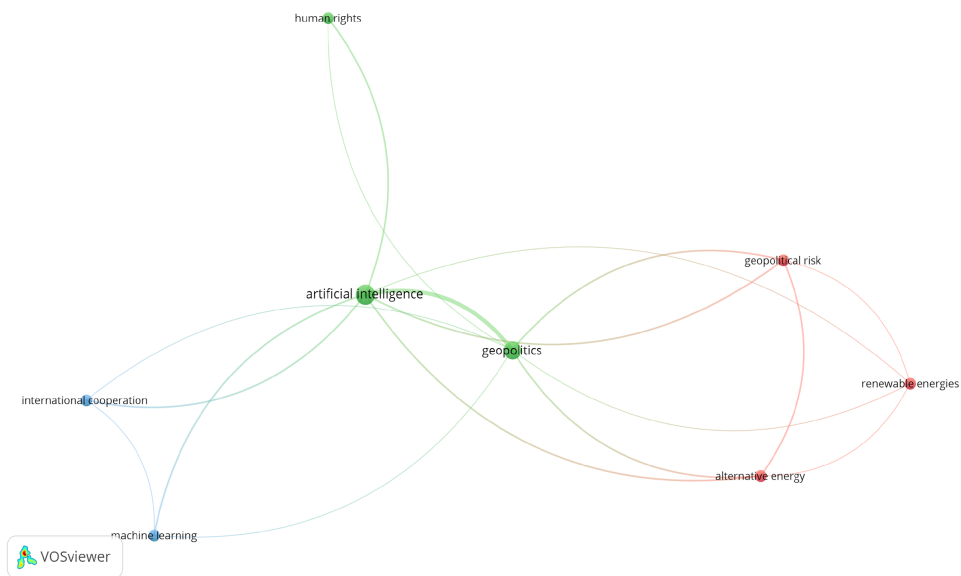 human rights
geopolitical risk
artificial intelligence
geopolitics
renewable energies
international cooperation
alternative energy
machine learning
VOSviewer